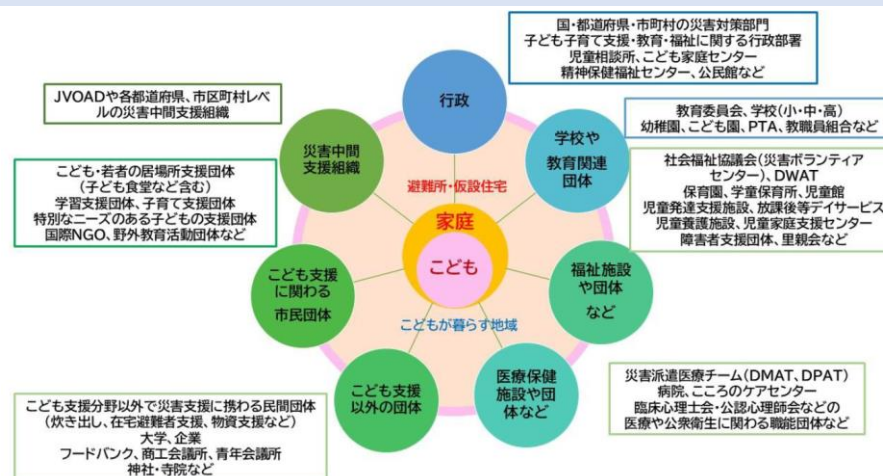 国・都道府県・市町村の災害対策部門
子ども子育て支援・教育・福祉に関する行政部署
児童相談所、こども家庭センター
精神保健福祉センター、公民館など
行政
JVOADや各都道府県、市区町村レベ
ルの災害中間支援組織
災害中間
支援組織
教育委員会、学校(小・中・高)
幼稚園、こども園、PTA、教職員組合など
学校や
教育関連
団体
こども・若者の居場所支援団体
(子ども食堂など含む)
学習支援団体、子育て支援団体
特別なニーズのある子どもの支援団体
国際NGO、野外教育活動団体など
避難所・仮設住宅
家庭
こども
社会福祉協議会(災害ボランティア
センター)、DWAT
保育園、学童保育所、児童館
児童発達支援施設、放課後等デイサービス
児童養護施設、児童家庭支援センター
障害者支援団体、里親会など
こども支援
に関わる
市民団体
福祉施設
や団体
など
こどもが暮らす地域
こども支援
以外の団体
医療保健
施設や団
体など
こども支援分野以外で災害支援に携わる民間団体
(炊き出し、在宅避難者支援、物資支援など)
大学、企業
フードバンク、商工会議所、青年会議所
神社・寺院など
災害派遣医療チーム(DMAT、DPAT)
病院、こころのケアセンター
臨床心理士会・公認心理師会などの
医療や公衆衛生に関わる職能団体など